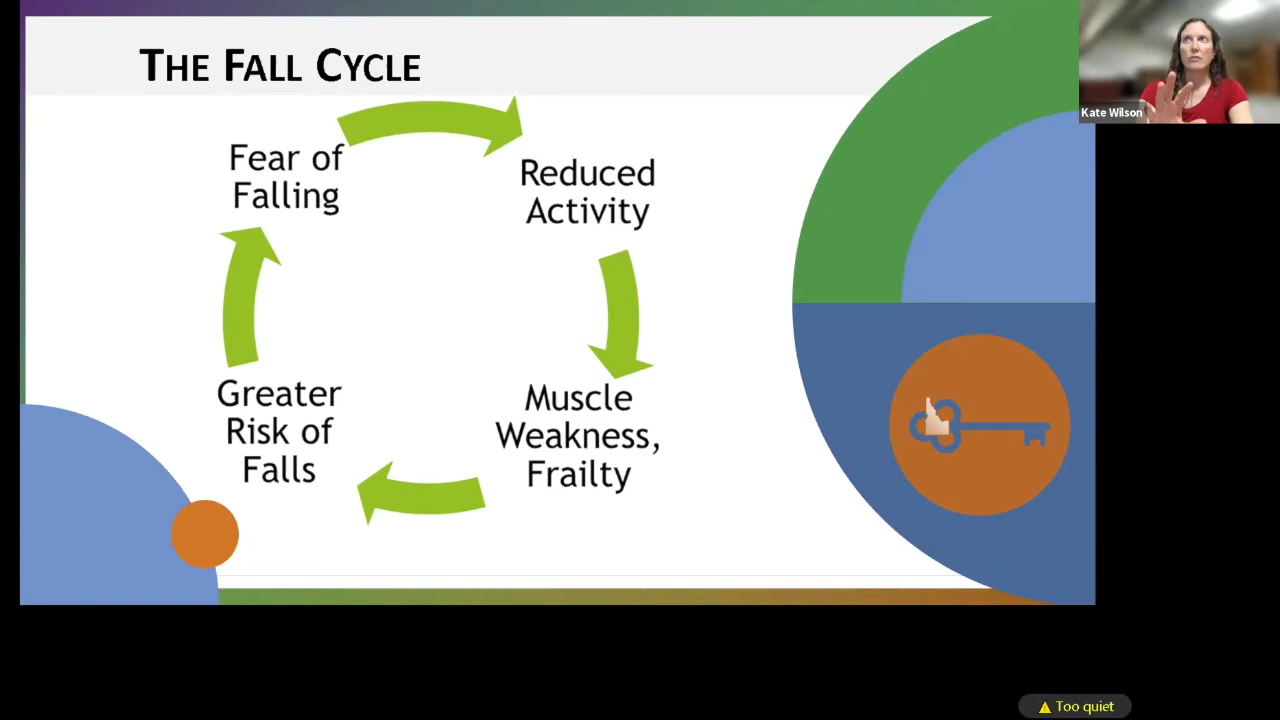 THE FALL CYCLE
Kate Wilson
Fear of
Falling
Reduced
Activity
Muscle
Weakness,
Frailty
Greater
Risk of
Falls
Too quiet